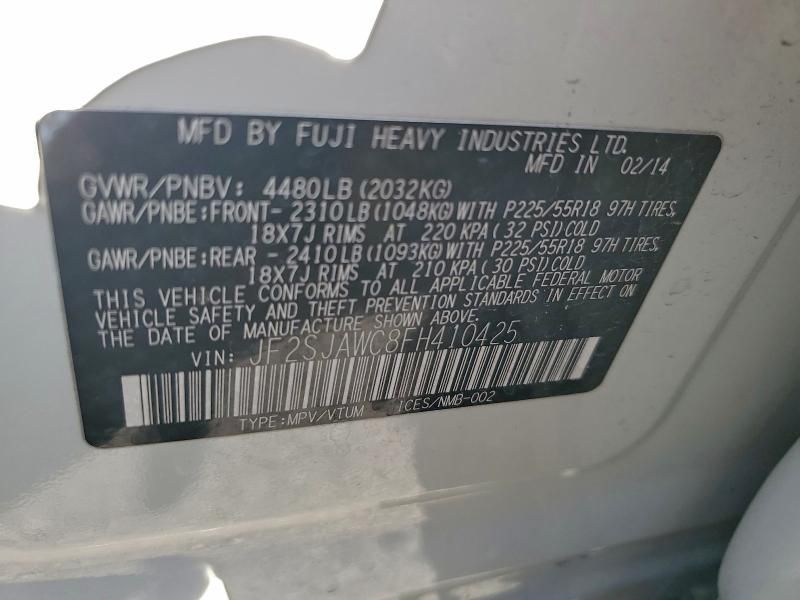 MFD BY FUJI HEAVY INDUSTRIES LTD.
MFD IN 02/14
GVWR/PNBV: 4480LB(2032KG)
GAWR/PNBE:FRONT-2310LB(1048KG)WITH P225/55R18 97H TIRES,
18X7J RIMS AT 220 KPA(32 PSI)COLD
GAWR/PNBE:REAR -2410LB(1093KG)WITH P225/55R18 97H TIRES,
18X7J RIMS AT 210 KPA(30 PSI)COLD
THIS VEHICLE CONFORMS TO ALL APPLICABLE FEDERAL MOTOR
VEHICLE SAFETY AND THEFT PREVENTION STANDARDS IN EFFECT ON
THE DATE OF MANUFACTURE SHOWN ABOVE.
VIN: JF2SJAWC8FH410425
TYPE:MPV/VTUM ICES/NMB-002